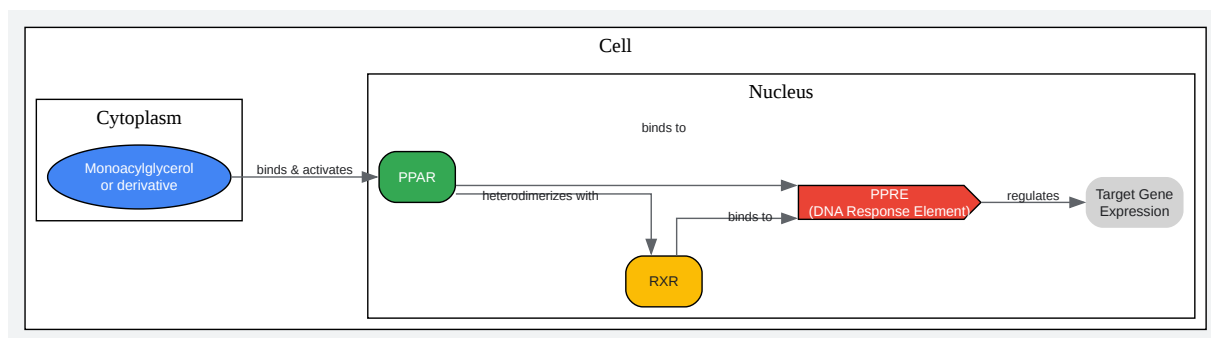 Cell
Nucleus
Cytoplasm
binds to
Monoacylglycerol
or derivative
binds & activates
PPAR
heterodimerizes with
PPRE
(DNA Response Element)
regulates
Target Gene
Expression
binds to
RXR